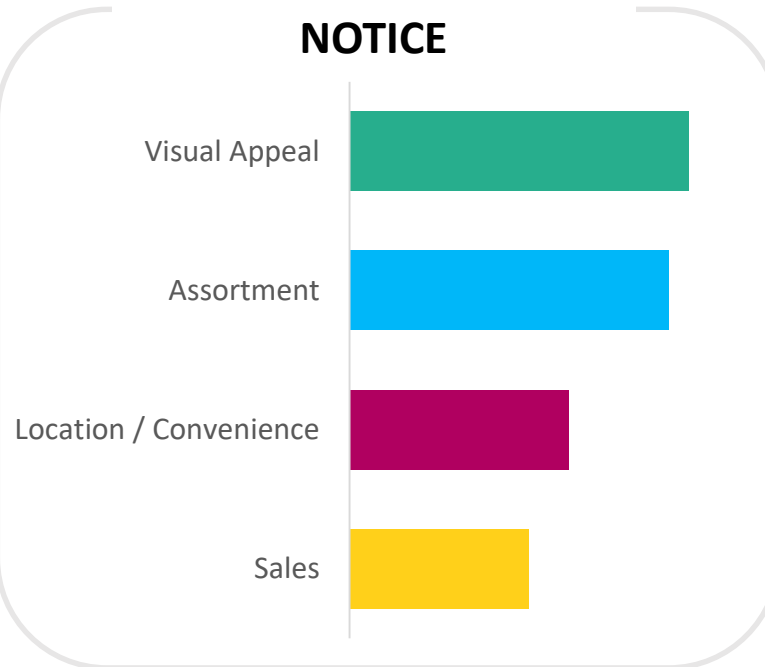 NOTICE
Visual Appeal
Assortment
Location / Convenience
Sales